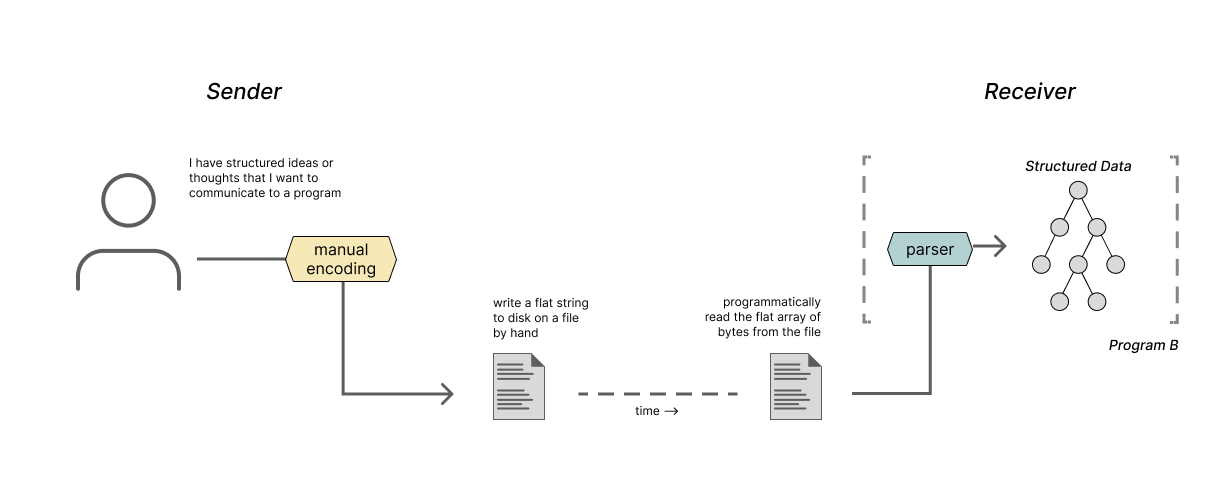 Sender
Receiver
I have structured ideas or
thoughts that I want to
communicate to a program
manual
encoding
write a flat string
to disk on a file
by hand
time →
programmatically
read the flat array of
bytes from the file
parser
Structured Data
Program B